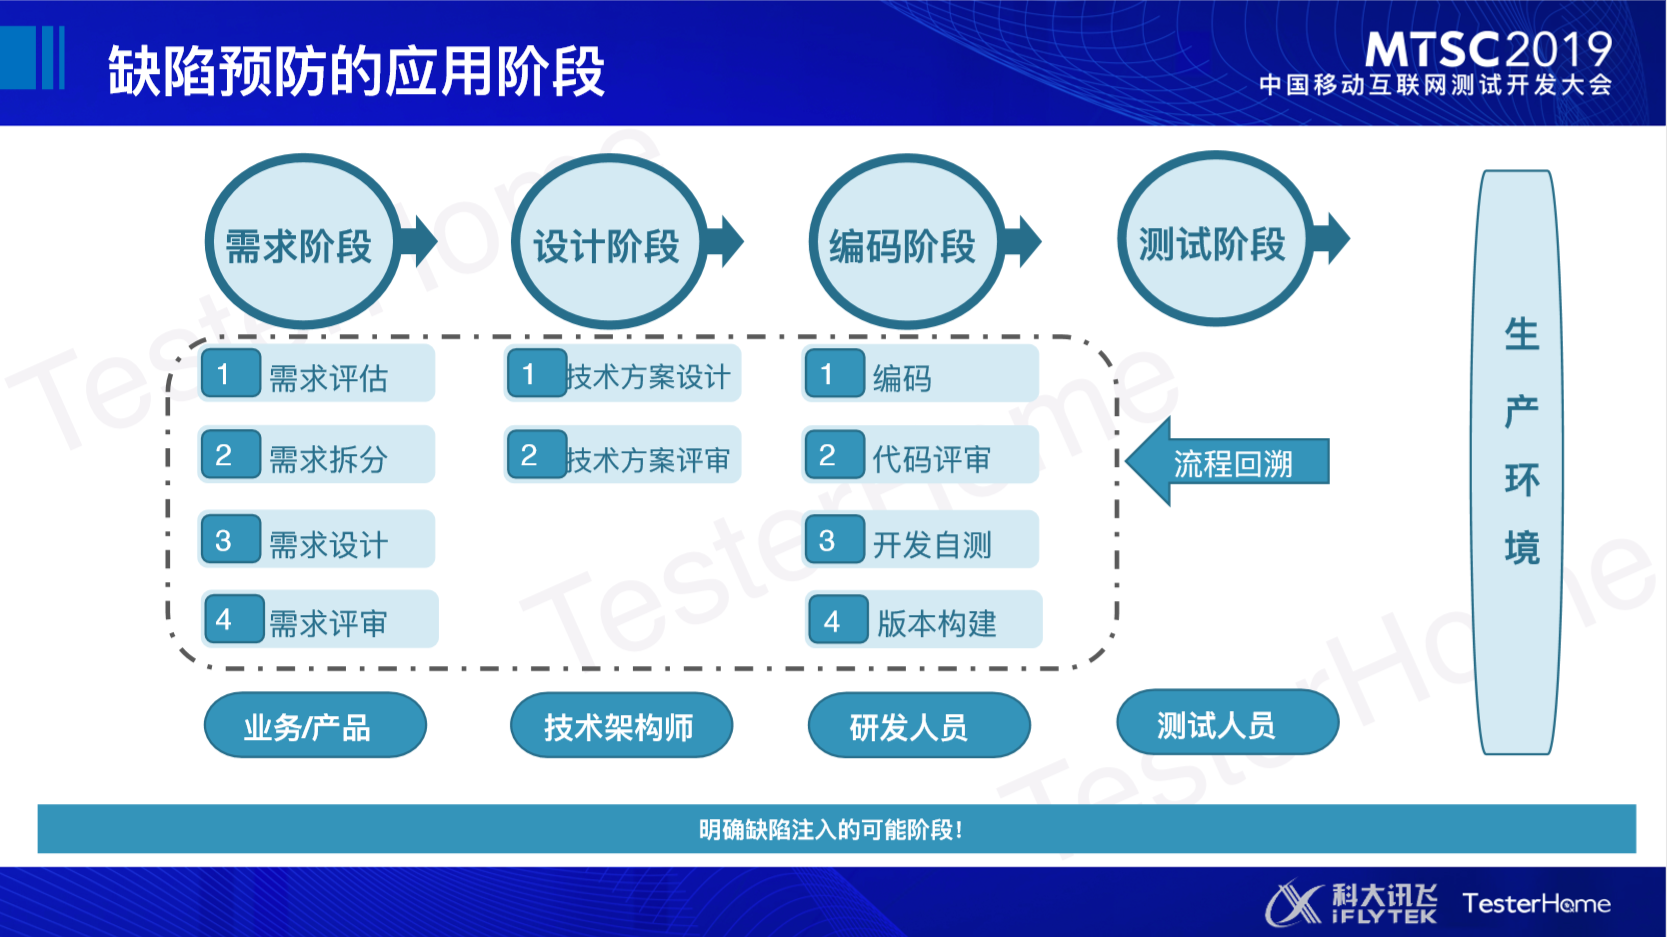 缺陷预防的应用阶段
MTSC2019
中国移动互联网测试开发大会
需求阶段
设计阶段
编码阶段
测试阶段
1 需求评估
2 需求拆分
3 需求设计
4 需求评审
1 技术方案设计
2 技术方案评审
1 编码
2 代码评审
3 开发自测
4 版本构建
流程回溯
生
产
环
境
业务/产品
技术架构师
研发人员
测试人员
明确缺陷注入的可能阶段!
科大讯飞
iFLYTEK
TesterHome
TesterHome
TesterHome
TesterHome